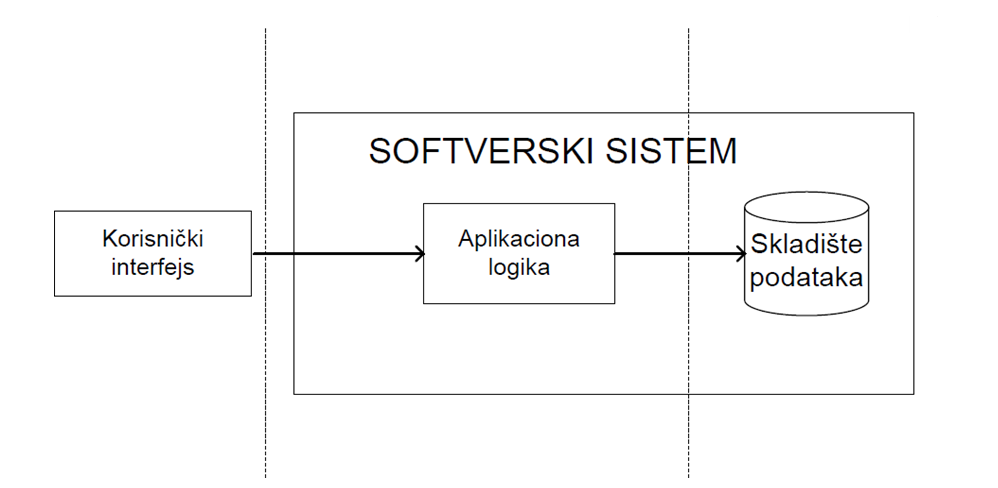 SOFTVERSKI SISTEM
Korisnički
interfejs
Aplikaciona
logika
Skladište
podataka